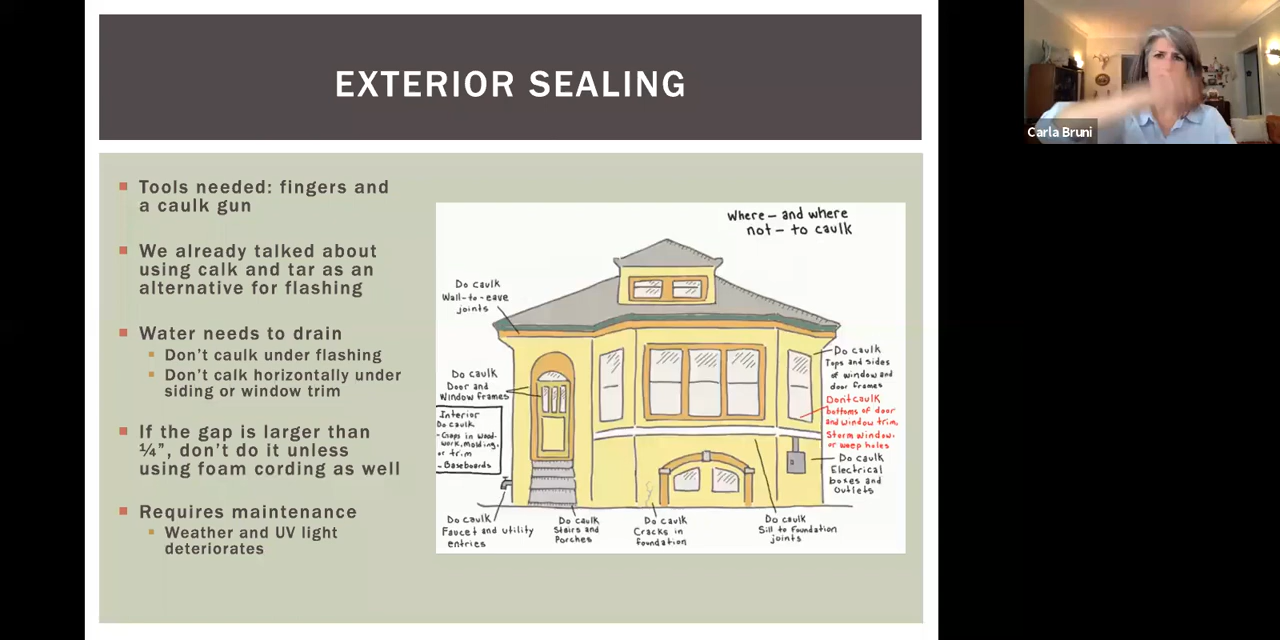 EXTERIOR SEALING
Carla Bruni
Tools needed: fingers and
a caulk gun
We already talked about
using calk and tar as an
alternative for flashing
Water needs to drain
Don't caulk under flashing
Don't calk horizontally under
siding or window trim
If the gap is larger than
¼”, don't do it unless
using foam cording as well
Requires maintenance
Weather and UV light
deteriorates
Where – and where
not – to caulk
Do caulk
Wall-to-eave
joints
Do caulk
Door and
Window frames
Interior
Do caulk
- Gaps in wood-
work, molding,
or trim
- Baseboards
Do caulk
Tops and sides
of window and
door frames
Don't caulk
bottoms of door
and window trim,
Storm window,
or weep holes
Do caulk
Electrical
boxes and
Outlets
Do caulk
Faucet and utility
entries
Do caulk
Stairs and
Porches
Do caulk
Cracks in
foundation
Do caulk
Sill to foundation
joints